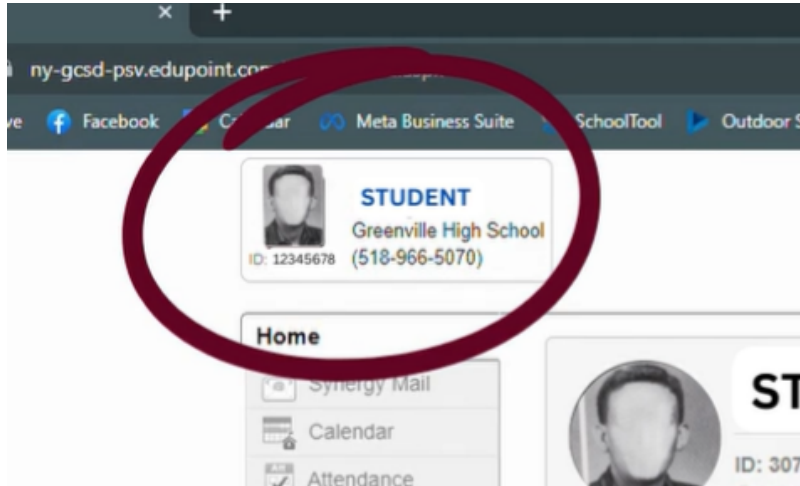 × +
ny-gcsd-psv.edupoint.com
Facebook Meta Business Suite SchoolTool Outdoor
STUDENT
Greenville High School
ID: 12345678 (518-966-5070)
Home
Synergy Mail
Calendar
Attendance
ID: 307